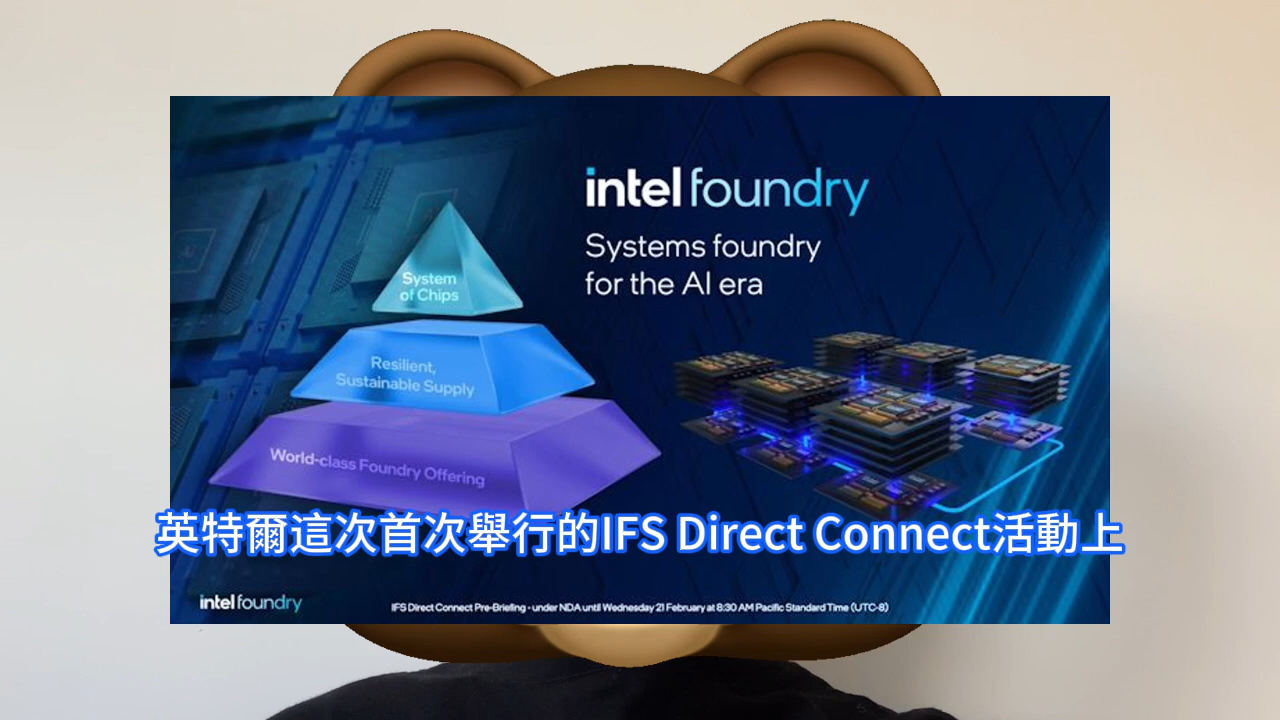 intel foundry
Systems foundry
for the AI era
System
of Chips
Resilient,
Sustainable Supply
World-class Foundry Offering
英特爾這次首次舉行的IFS Direct Connect活動上
intel foundry
IFS Direct Connect Pre-Briefing - under NDA until Wednesday 21 February at 8:30 AM Pacific Standard Time (UTC-8)